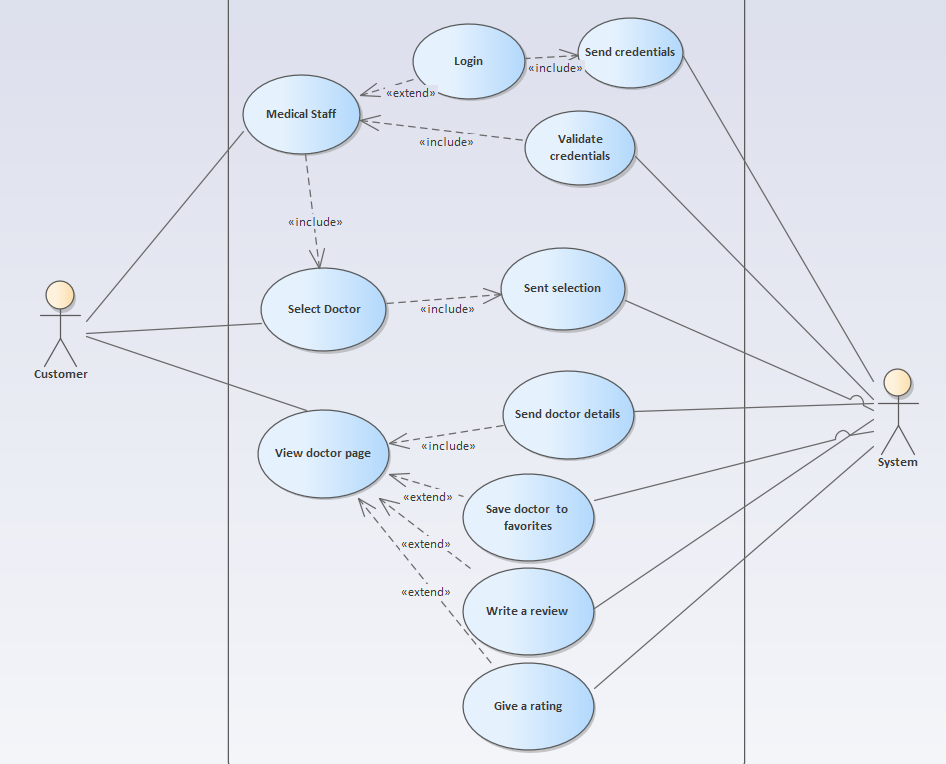 Login
«include»
Send credentials
«extend»
Medical Staff
«include»
Validate
credentials
«include»
Select Doctor
«include»
Sent selection
Customer
System
View doctor page
«include»
Send doctor details
«extend»
Save doctor to
favorites
«extend»
Write a review
«extend»
Give a rating